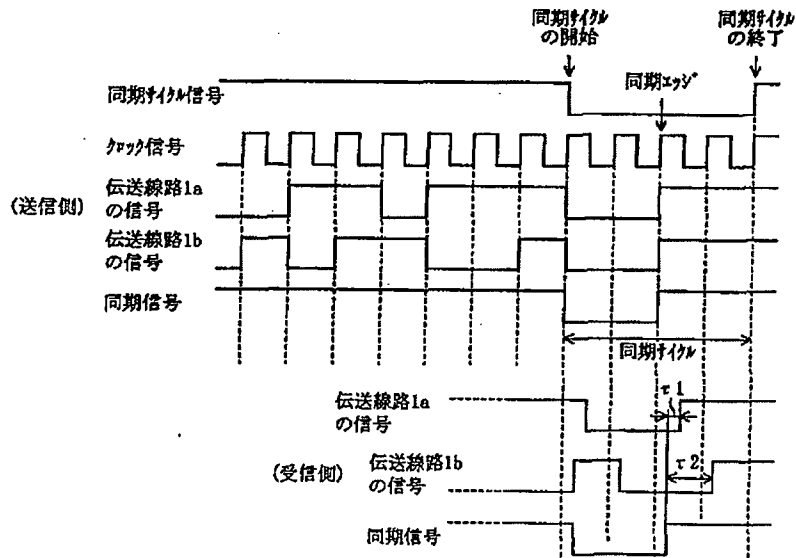 同期ｻｲｸﾙ
の開始
同期ｻｲｸﾙ
の終了
同期ｴｯｼﾞ
同期ｻｲｸﾙ信号
ｸﾛｯｸ信号
(送信側)
伝送線路1a
の信号
伝送線路1b
の信号
同期信号
同期ｻｲｸﾙ
τ1
伝送線路1a
の信号
τ2
(受信側)
伝送線路1b
の信号
同期信号